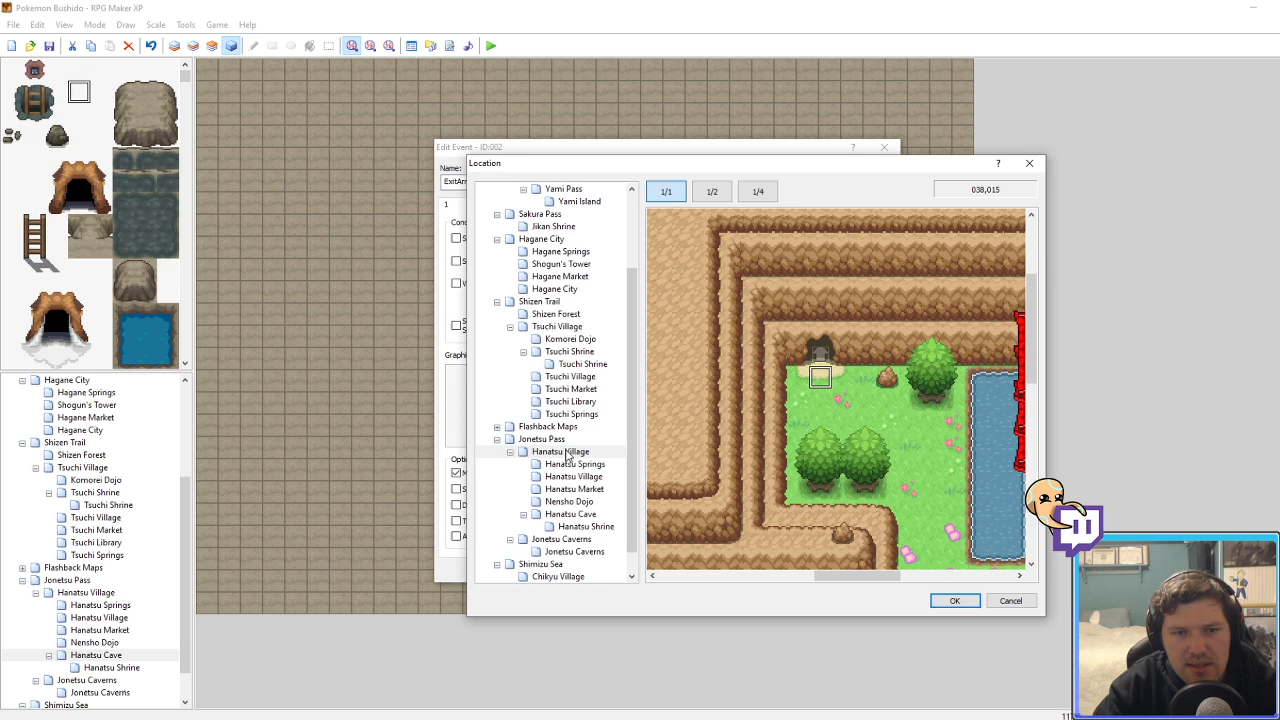 Pokemon Bushido - RPG Maker XP
File Edit View Mode Draw Scale Tools Game Help
Edit Event - ID:002
?
Name:
1
Location
?
1/1 1/2 1/4
038,015
Yami Pass
Yami Island
Sakura Pass
Jikan Shrine
Hagane City
Hagane Springs
Shogun's Tower
Hagane Market
Hagane City
Shizen Trail
Shizen Forest
Tsuchi Village
Komorei Dojo
Tsuchi Shrine
Tsuchi Shrine
Tsuchi Village
Tsuchi Market
Tsuchi Library
Tsuchi Springs
Flashback Maps
Jonetsu Pass
Hanatsu Village
Hanatsu Springs
Hanatsu Village
Hanatsu Market
Nensho Dojo
Hanatsu Cave
Hanatsu Shrine
Jonetsu Caverns
Jonetsu Caverns
Shimizu Sea
Chikyu Village
OK Cancel
Hagane City
Hagane Springs
Shogun's Tower
Hagane Market
Hagane City
Shizen Trail
Shizen Forest
Tsuchi Village
Komorei Dojo
Tsuchi Shrine
Tsuchi Shrine
Tsuchi Village
Tsuchi Market
Tsuchi Library
Tsuchi Springs
Flashback Maps
Jonetsu Pass
Hanatsu Village
Hanatsu Springs
Hanatsu Village
Hanatsu Market
Nensho Dojo
Hanatsu Cave
Hanatsu Shrine
Jonetsu Caverns
Jonetsu Caverns
Shimizu Sea